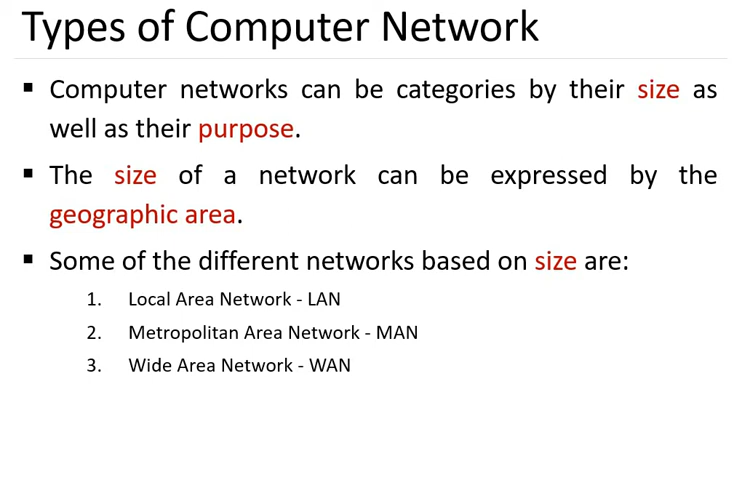 Types of Computer Network
▪ Computer networks can be categories by their size as
well as their purpose.
▪ The size of a network can be expressed by the
geographic area.
▪ Some of the different networks based on size are:
1. Local Area Network - LAN
2. Metropolitan Area Network - MAN
3. Wide Area Network - WAN